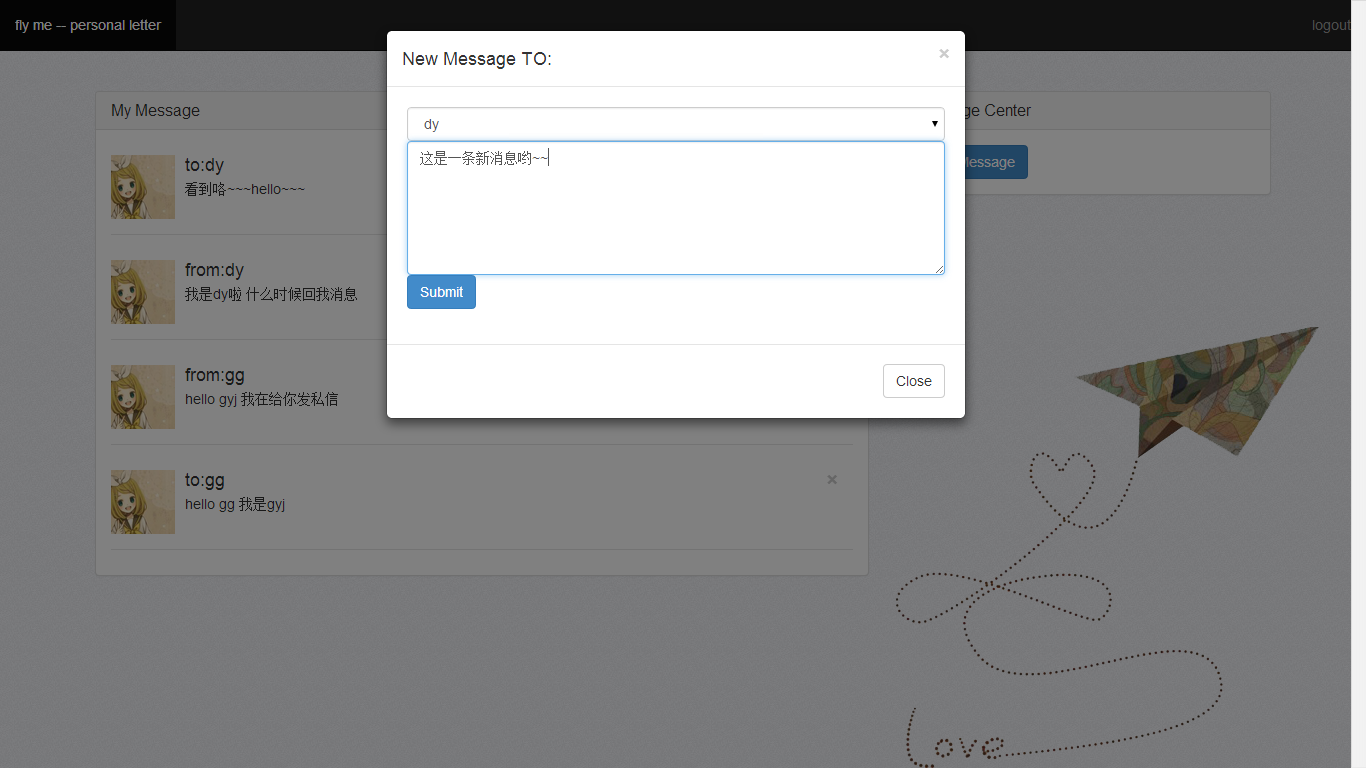 fly me -- personal letter
logout
New Message TO:
×
dy
这是一条新消息哟~~
Submit
Close
My Message
to:dy
看到咯~~~hello~~~
from:dy
我是dy啦 什么时候回我消息
from:gg
hello gyj 我在给你发私信
to:gg
×
hello gg 我是gyj
ge Center
Message
Love